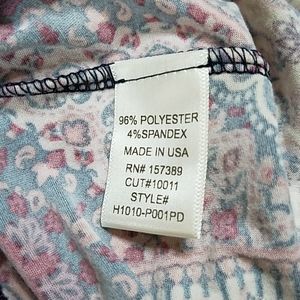 96% POLYESTER
4%SPANDEX
MADE IN USA
RN# 157389
CUT#10011
STYLE#
H1010-P001PD